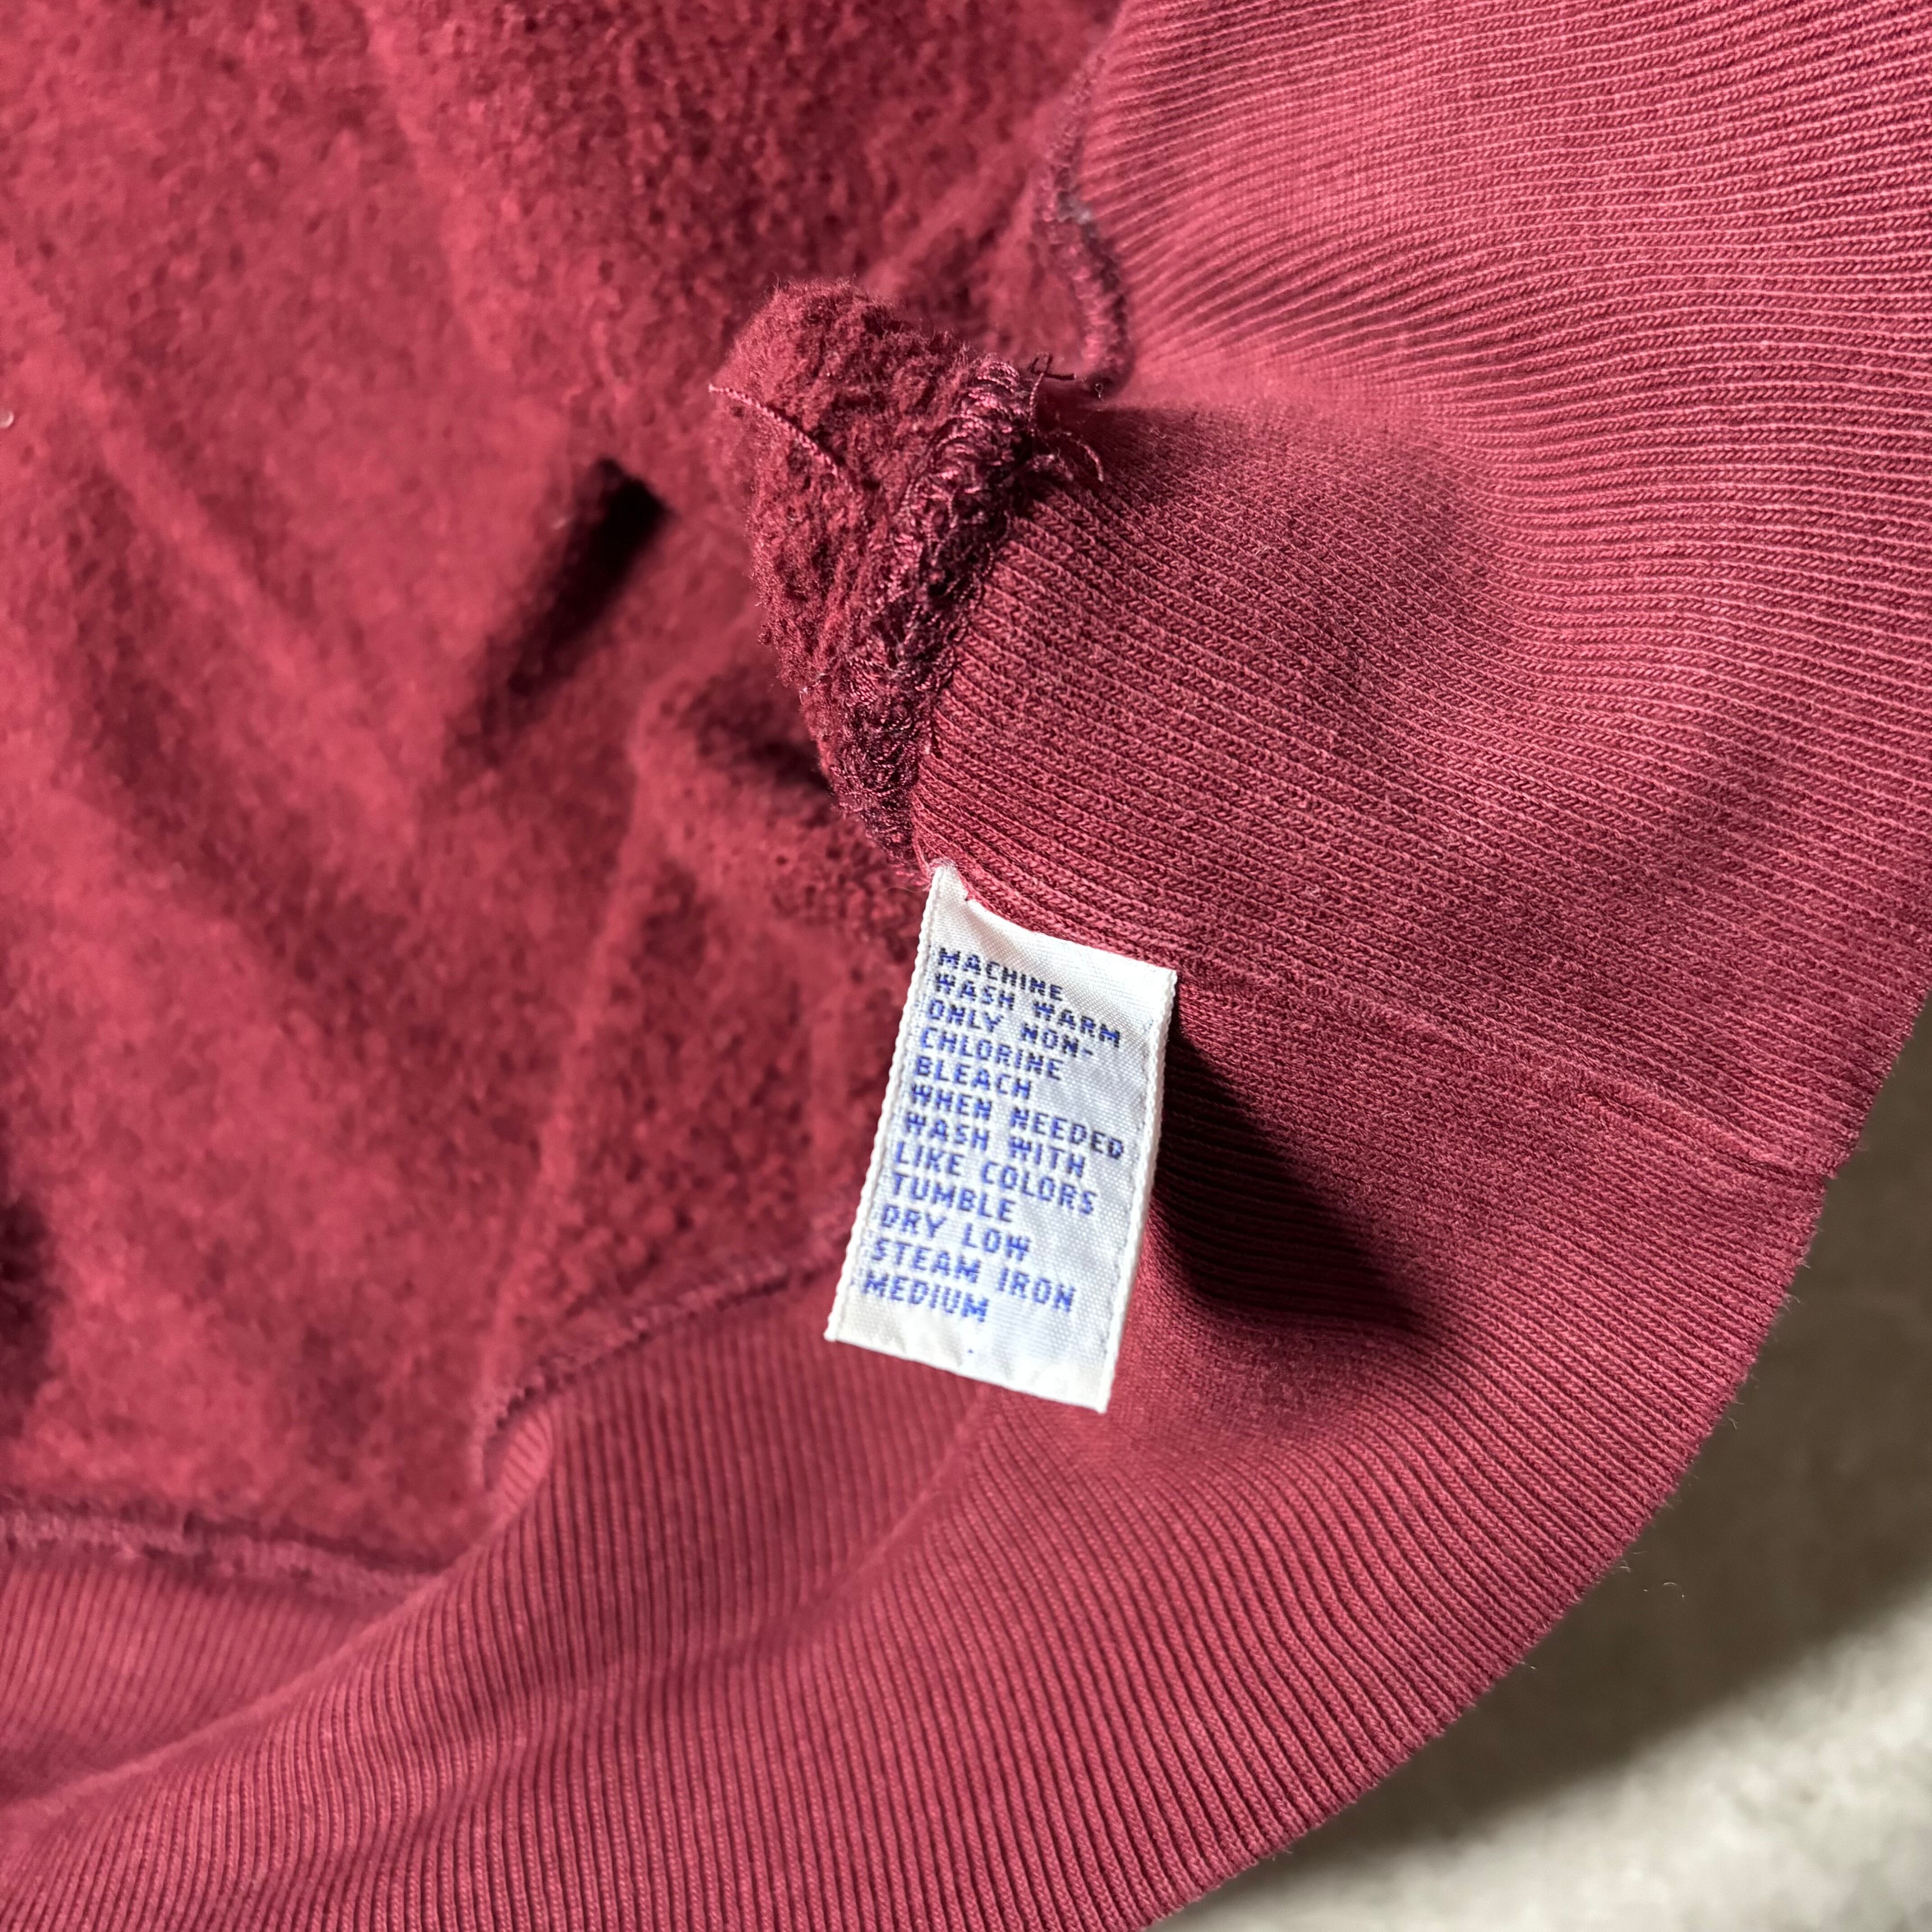 MACHINE
WASH WARM
ONLY NON-
CHLORINE
BLEACH
WHEN NEEDED
WASH WITH
LIKE COLORS
TUMBLE
DRY LOW
STEAM IRON
MEDIUM